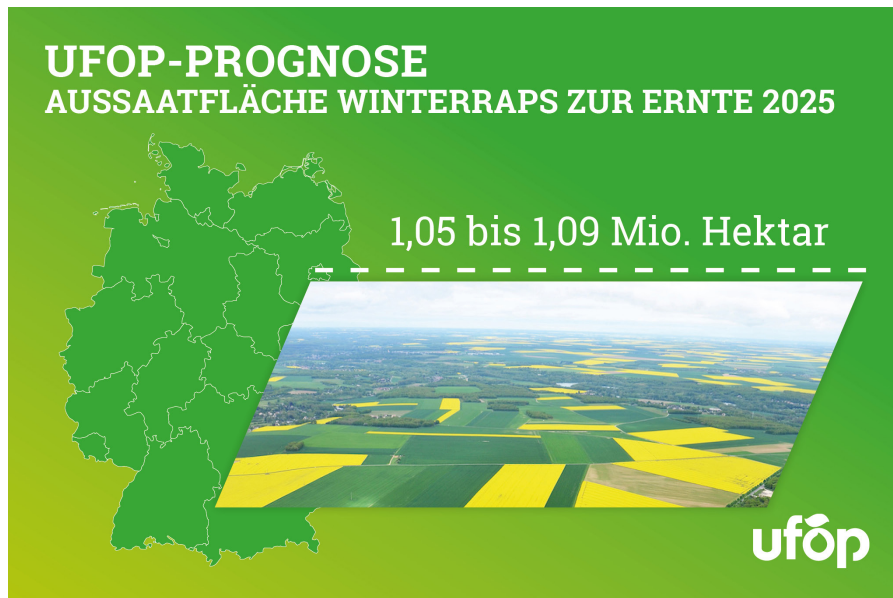 UFOP-PROGNOSE
AUSSAATFLÄCHE WINTERRAPS ZUR ERNTE 2025
1,05 bis 1,09 Mio. Hektar
ufop